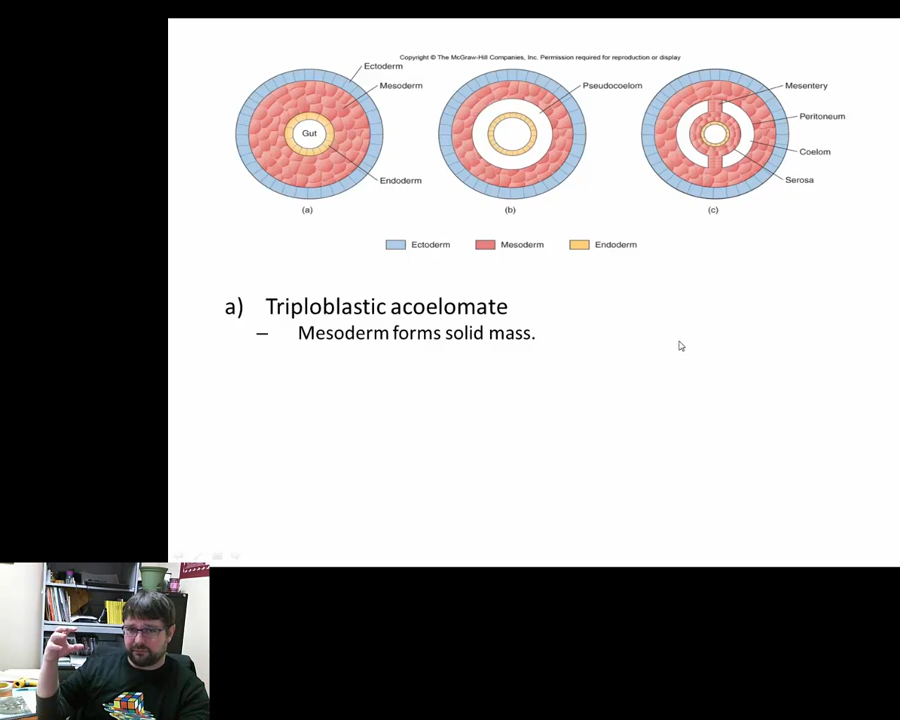 Copyright © The McGraw-Hill Companies, Inc. Permission required for reproduction or display
Ectoderm
Mesoderm
Gut
Endoderm
(a)
Pseudocoelom
(b)
Mesentery
Peritoneum
Coelom
Serosa
(c)
Ectoderm Mesoderm Endoderm
a) Triploblastic acoelomate
– Mesoderm forms solid mass.